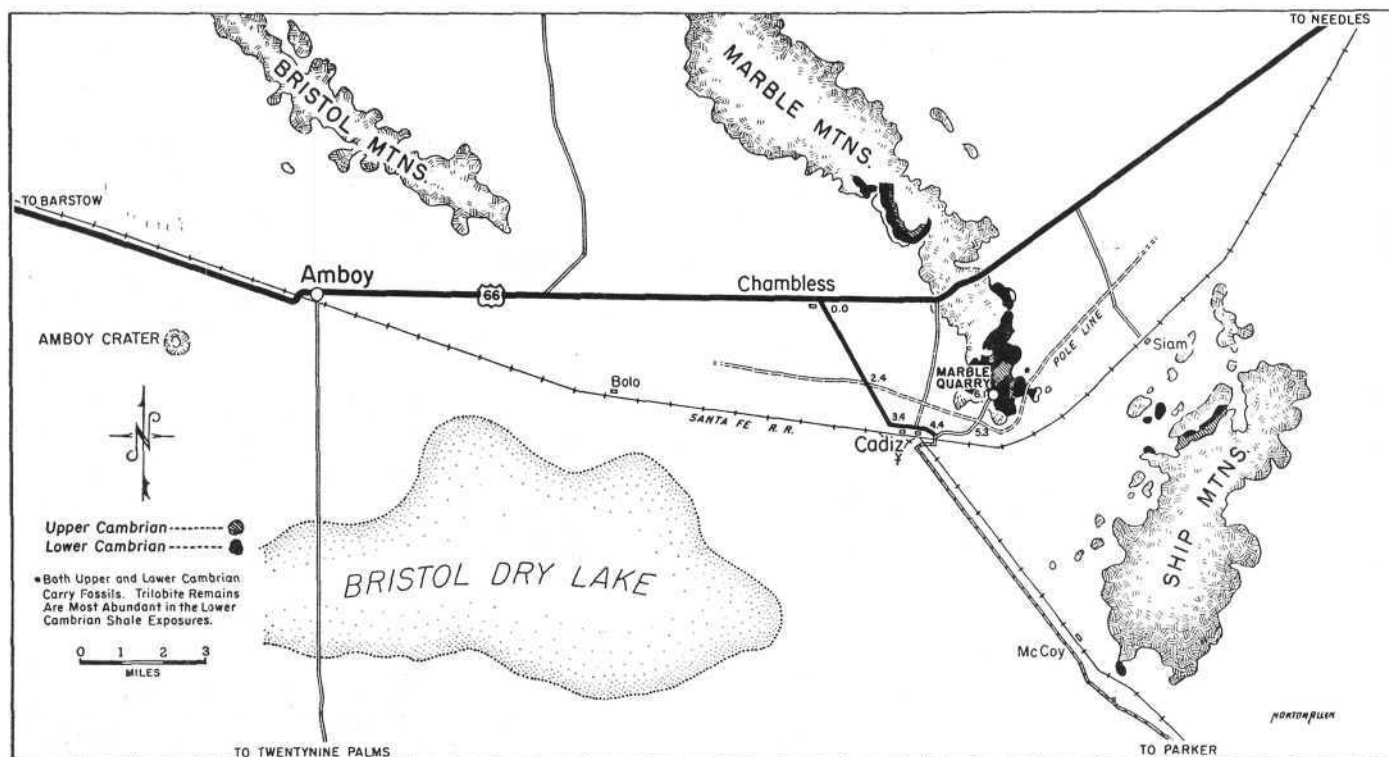 TO NEEDLES
BRISTOL MTNS.
MARBLE MTNS.
TO BARSTOW
Amboy
66
Chambless
0.0
AMBOY CRATER
POLE LINE
Siam
2.4
MARBLE
QUARRY
6.
Bolo
SANTA FE R.R.
3.4
4.4
5.3
Cadiz
N
SHIP MTNS.
Upper Cambrian
Lower Cambrian
BRISTOL DRY LAKE
Both Upper and Lower Cambrian
Carry Fossils. Trilobite Remains
Are Most Abundant in the Lower
Cambrian Shale Exposures.
0 1 2 3
MILES
McCoy
NORTON ALLEN
TO TWENTYNINE PALMS
TO PARKER